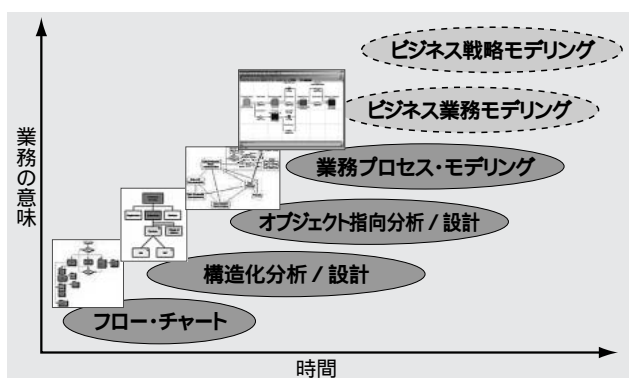 ビジネス戦略モデリング
ビジネス業務モデリング
業務プロセス・モデリング
オブジェクト指向分析 / 設計
構造化分析 / 設計
フロー・チャート
業務の意味
時間